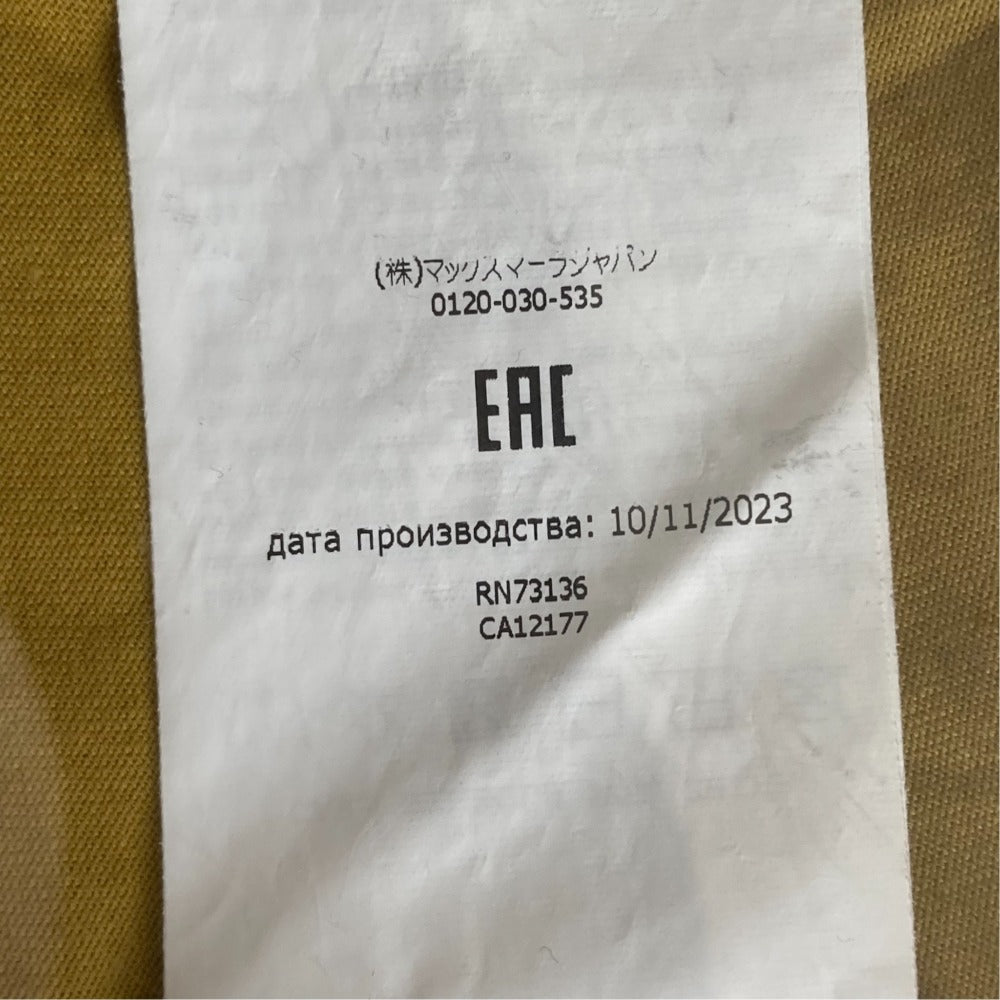 (株)マックスマーラジャパン
0120-030-535
EAC
дата производства: 10/11/2023
RN73136
CA12177